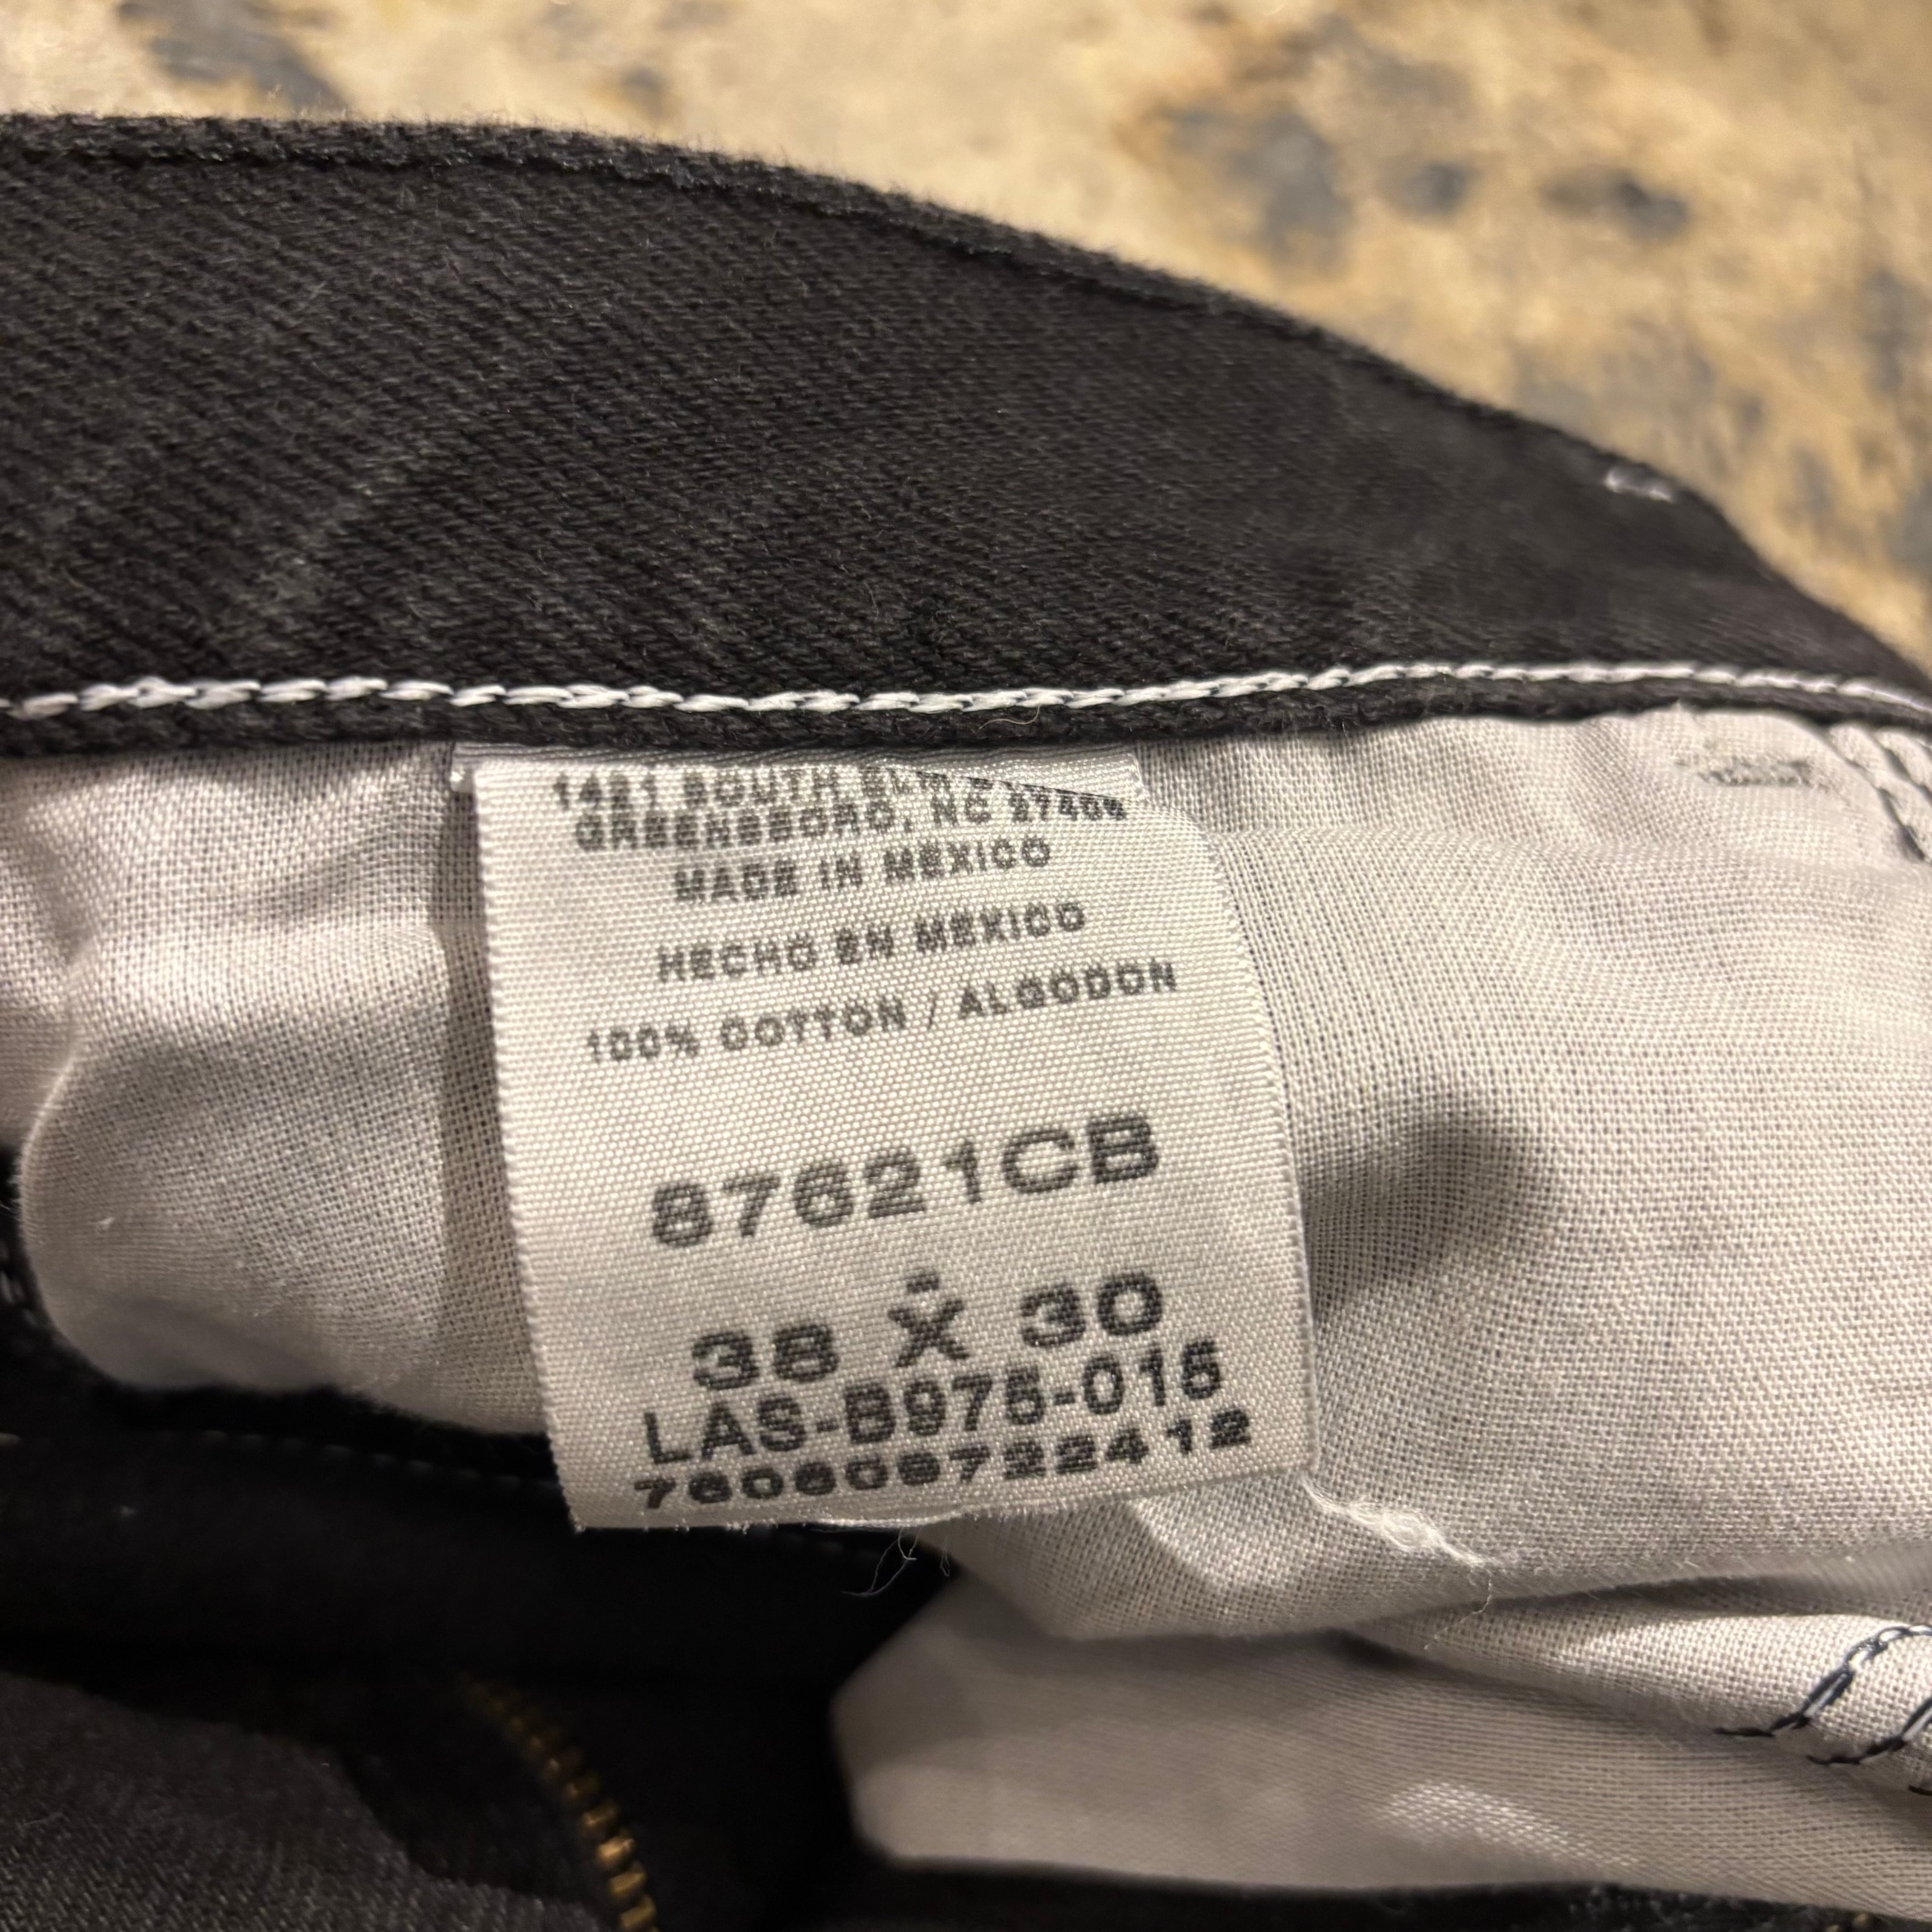 1421 SOUTH ELM
GREENSBORO, NC 27406
MADE IN MEXICO
HECHO EN MEXICO
100% COTTON / ALGODON
87621CB
38 X 30
LAS-B975-015
760608722412